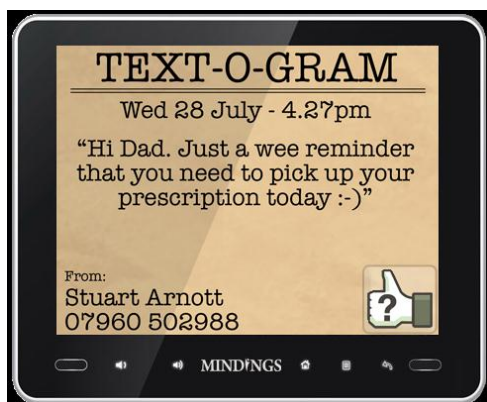 TEXT-O-GRAM
Wed 28 July - 4.27pm
“Hi Dad. Just a wee reminder
that you need to pick up your
prescription today :-)”
From:
Stuart Arnott
07960 502988
?
MINDINGS